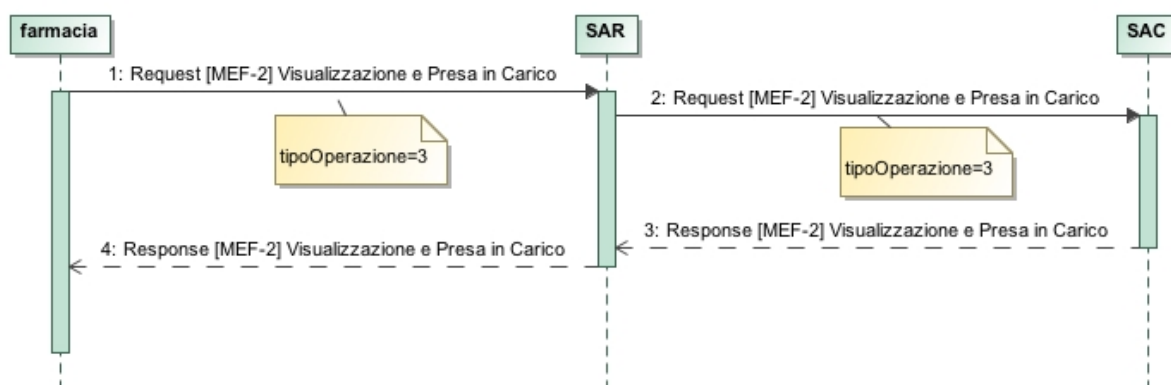 farmacia
SAR
SAC
1: Request [MEF-2] Visualizzazione e Presa in Carico
2: Request [MEF-2] Visualizzazione e Presa in Carico
tipoOperazione=3
tipoOperazione=3
3: Response [MEF-2] Visualizzazione e Presa in Carico
4: Response [MEF-2] Visualizzazione e Presa in Carico